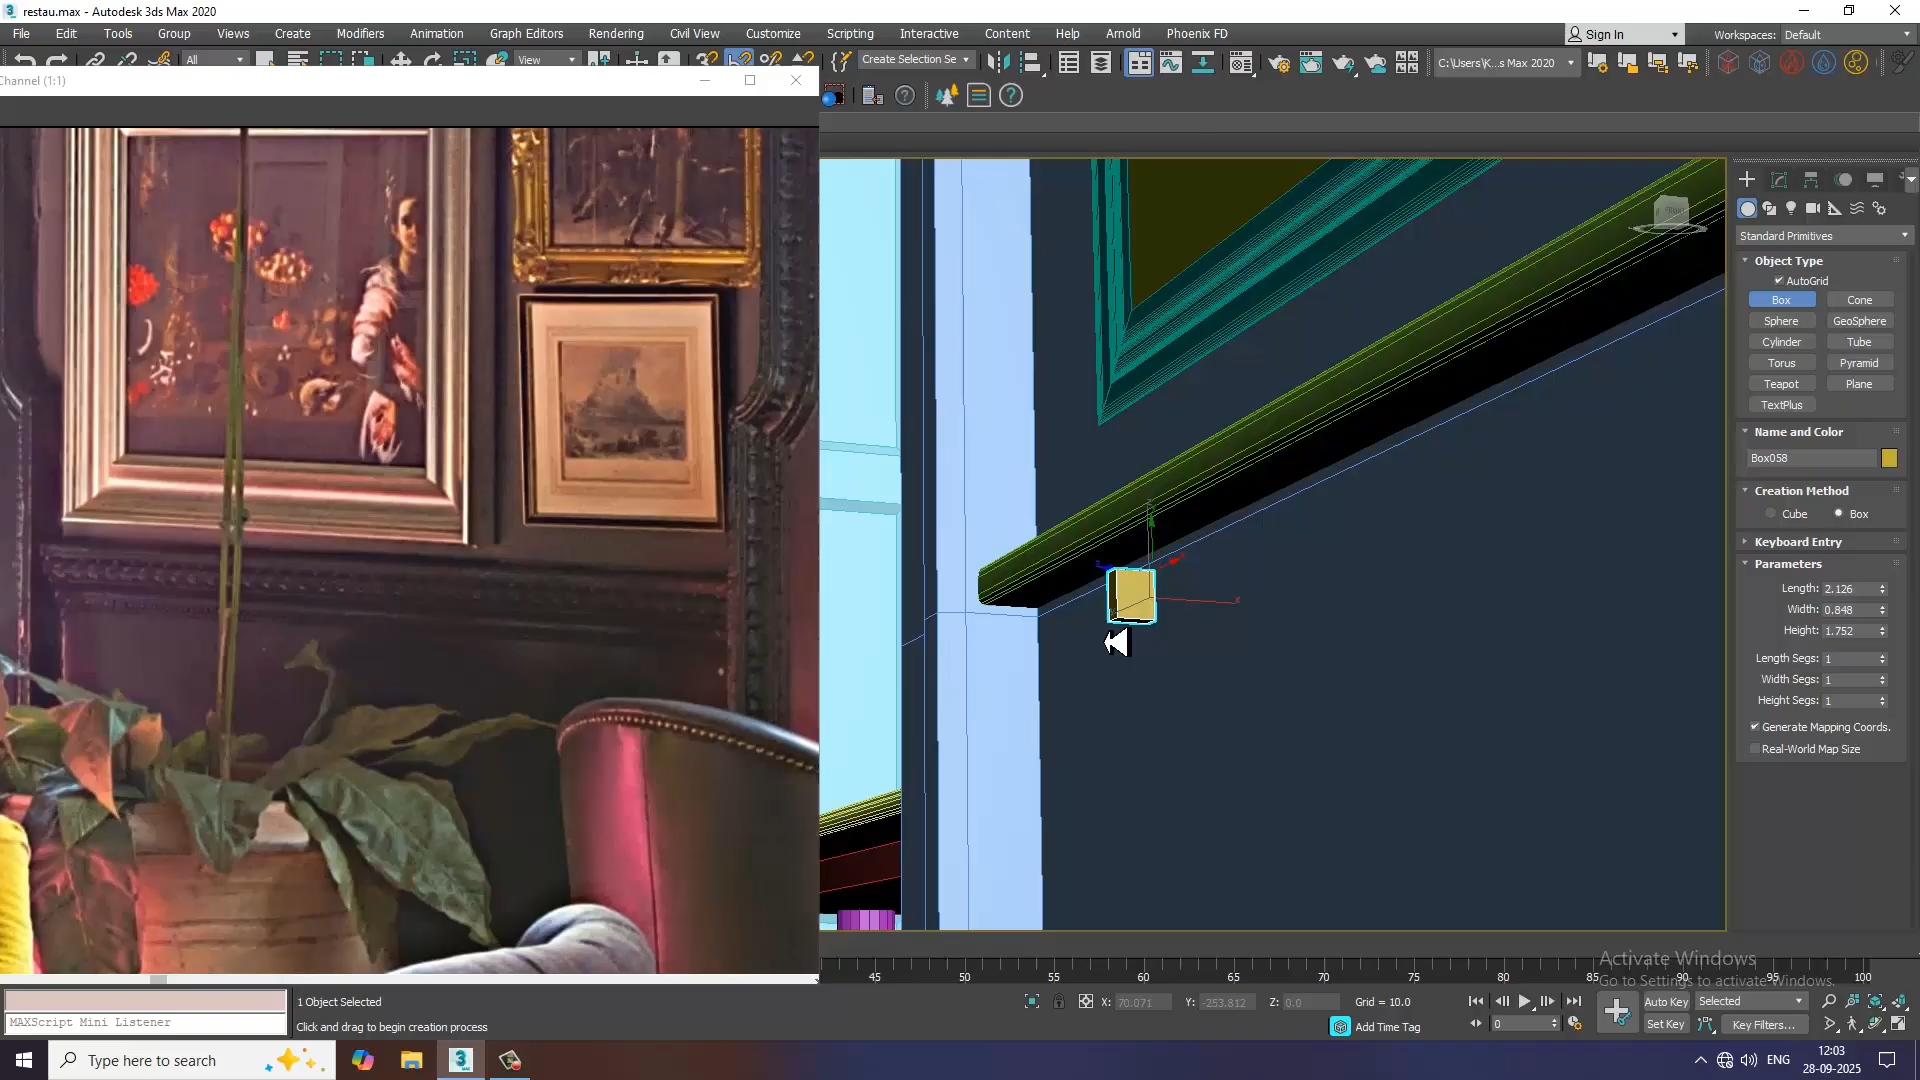 restau.max - Autodesk 3ds Max 2020
File Edit Tools Group Views Create Modifiers Animation Graph Editors Rendering Civil View Customize Scripting Interactive Content Help Arnold Phoenix FD
Sign In
Workspaces: Default
All
View
Create Selection Se
C:\Users\K...s Max 2020
Channel (1:1)
Standard Primitives
Object Type
AutoGrid
Box Cone
Sphere GeoSphere
Cylinder Tube
Torus Pyramid
Teapot Plane
TextPlus
Name and Color
Box058
Creation Method
Cube Box
Keyboard Entry
Parameters
Length: 2.126
Width: 0.848
Height: 1.752
Length Segs: 1
Width Segs: 1
Height Segs: 1
Generate Mapping Coords.
Real-World Map Size
Activate Windows
Go to Settings to activate Windows.
45 50 55 60 65 70 75 80 85 90 95 100
1 Object Selected
X: 70.071 Y: -253.812 Z: 0.0 Grid = 10.0
Auto Key Selected
MAXScript Mini Listener
Click and drag to begin creation process
Add Time Tag
0
Set Key Key Filters...
Type here to search
ENG
12:03
28-09-2025